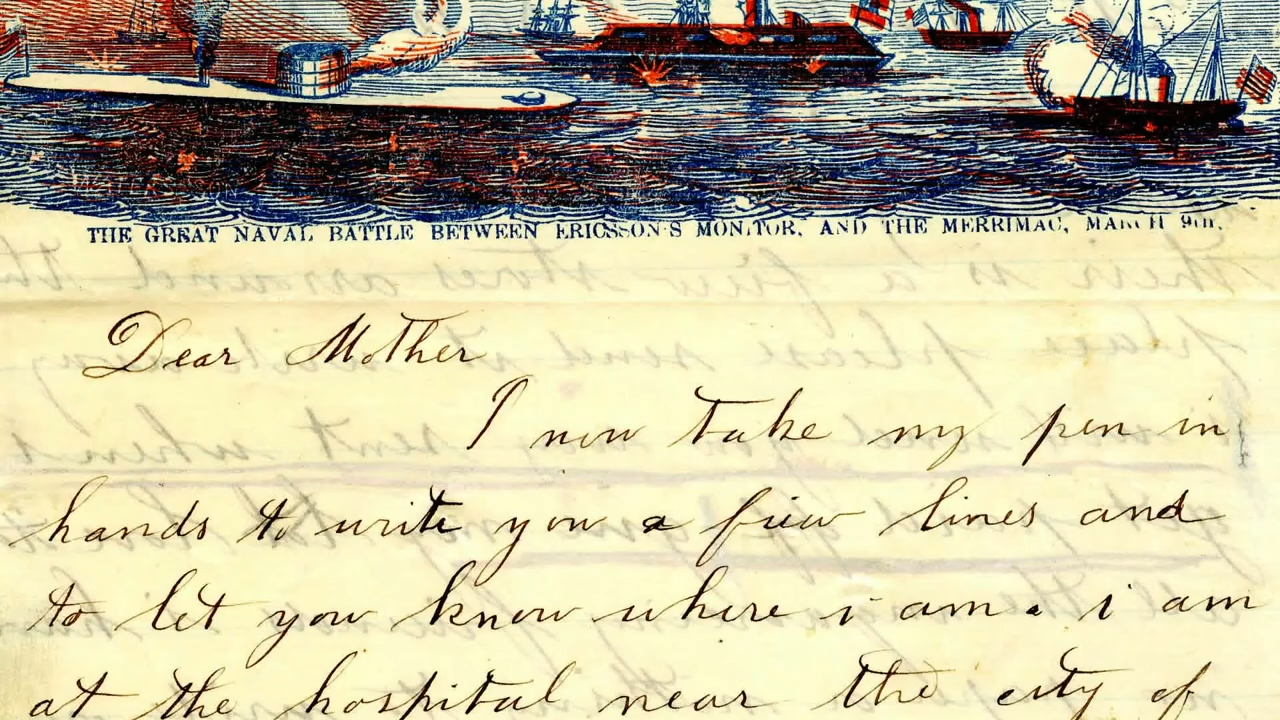 THE GREAT NAVAL BATTLE BETWEEN ERICSSON'S MONITOR, AND THE MERRIMAC, MARCH 9TH,
Dear Mother
I now take my pen in
hands to write you a fiew lines and
to let you know where i am. i am
at the hospital near the city of